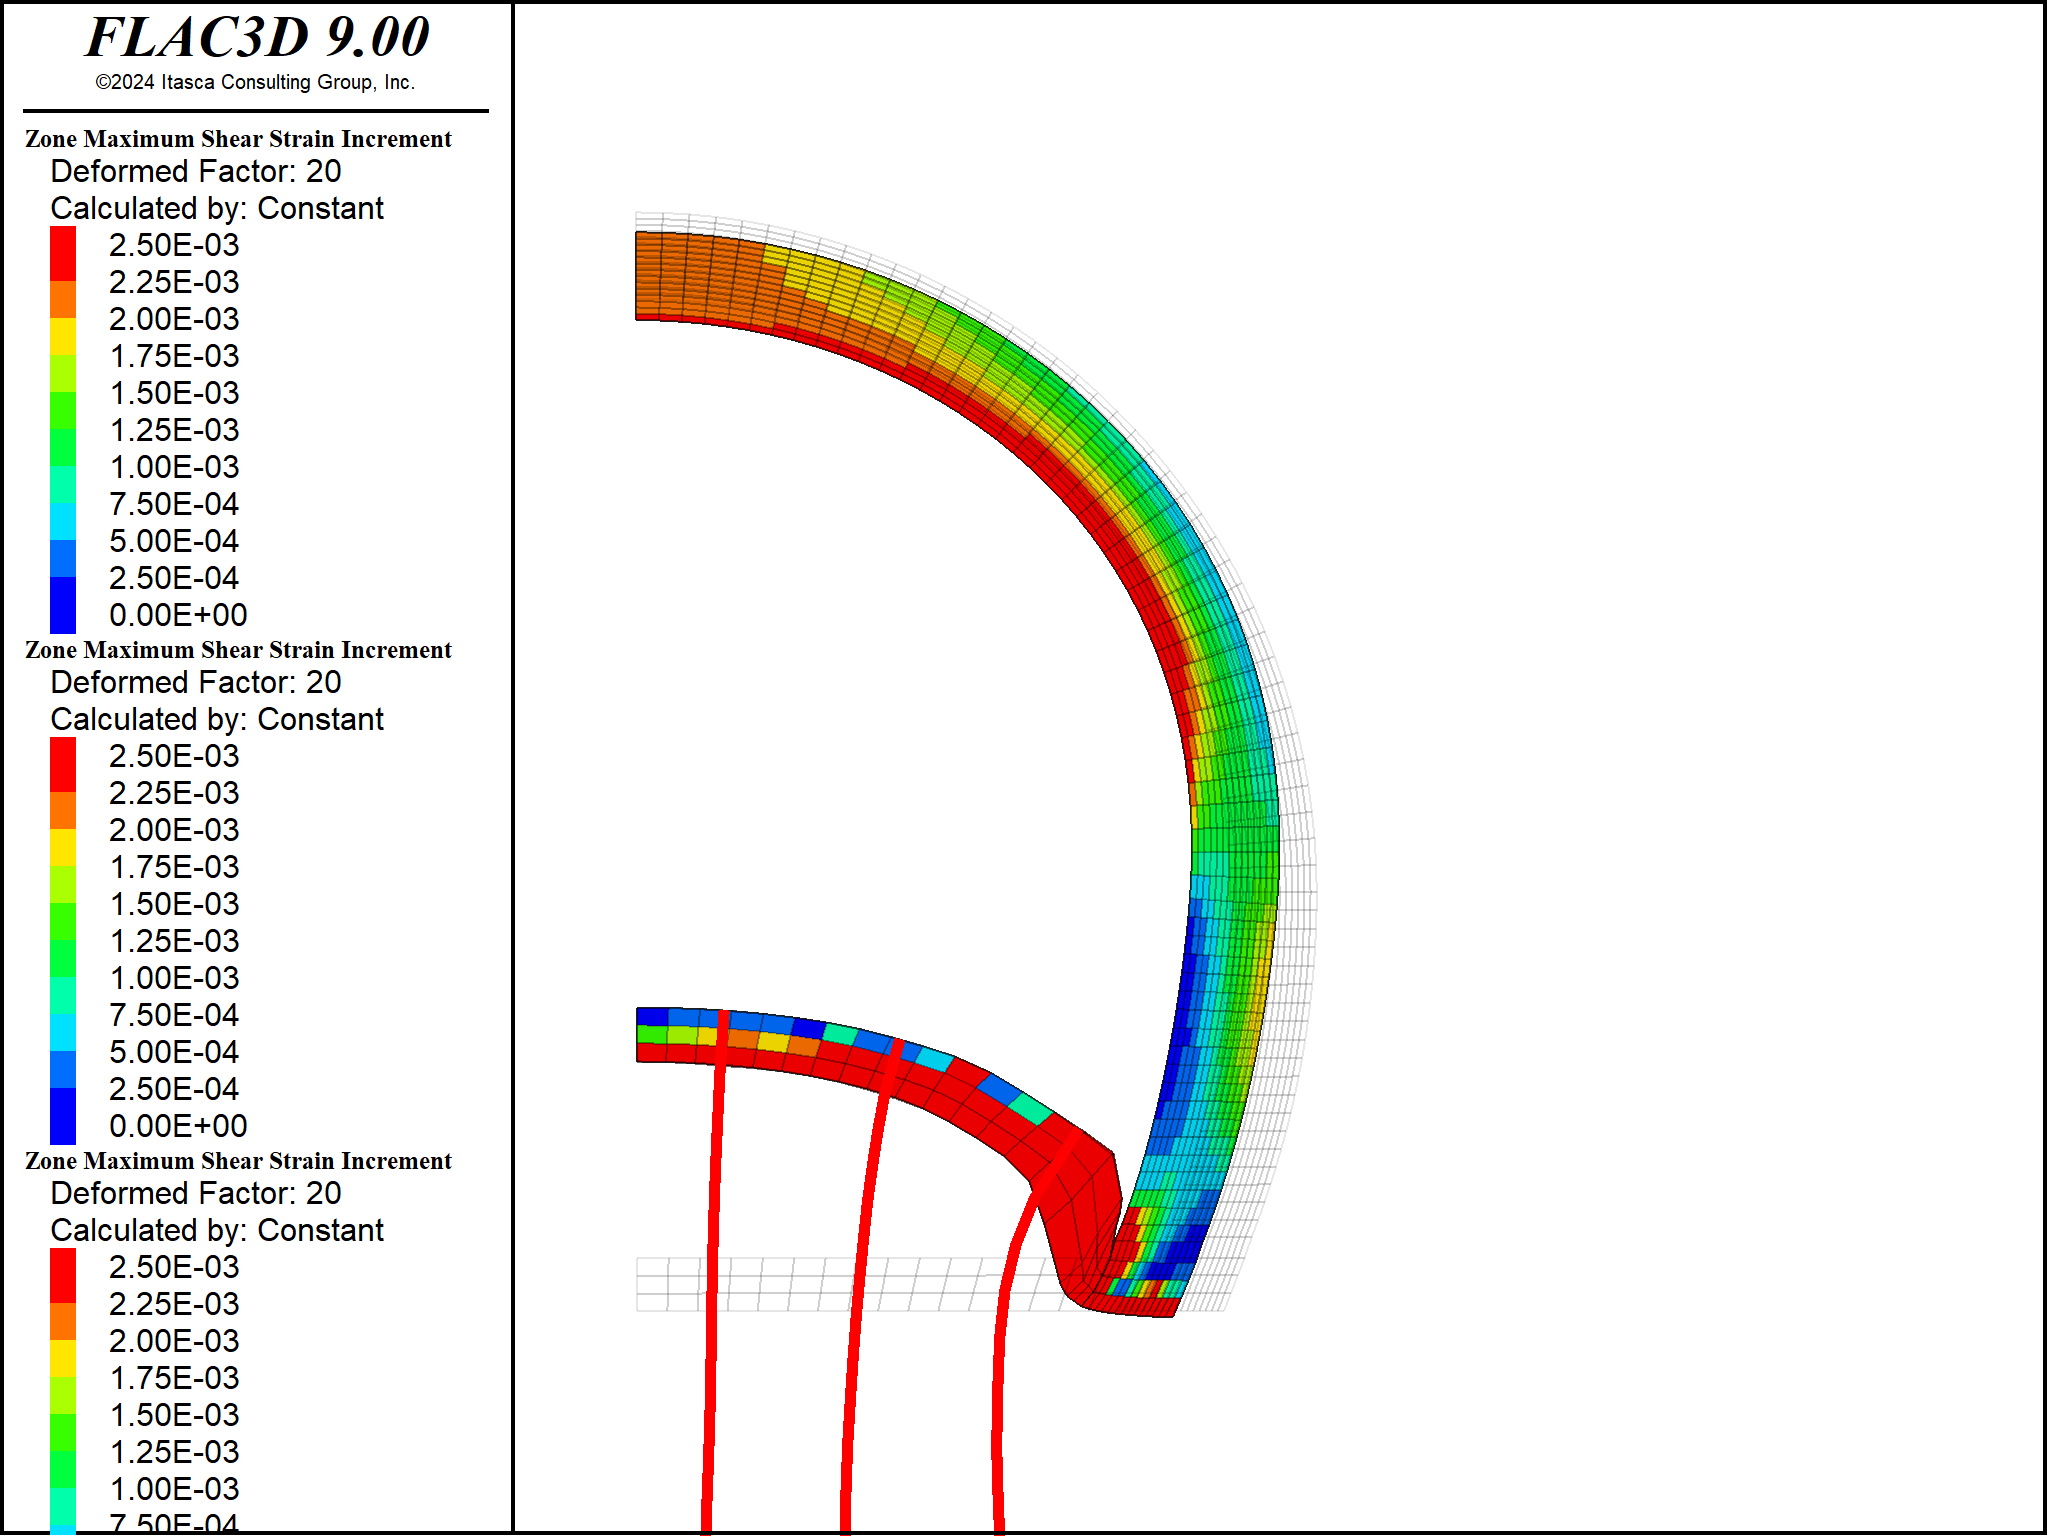 FLAC3D 9.00
©2024 Itasca Consulting Group, Inc.
Zone Maximum Shear Strain Increment
Deformed Factor: 20
Calculated by: Constant
2.50E-03
2.25E-03
2.00E-03
1.75E-03
1.50E-03
1.25E-03
1.00E-03
7.50E-04
5.00E-04
2.50E-04
0.00E+00
Zone Maximum Shear Strain Increment
Deformed Factor: 20
Calculated by: Constant
2.50E-03
2.25E-03
2.00E-03
1.75E-03
1.50E-03
1.25E-03
1.00E-03
7.50E-04
5.00E-04
2.50E-04
0.00E+00
Zone Maximum Shear Strain Increment
Deformed Factor: 20
Calculated by: Constant
2.50E-03
2.25E-03
2.00E-03
1.75E-03
1.50E-03
1.25E-03
1.00E-03
7.50E-04